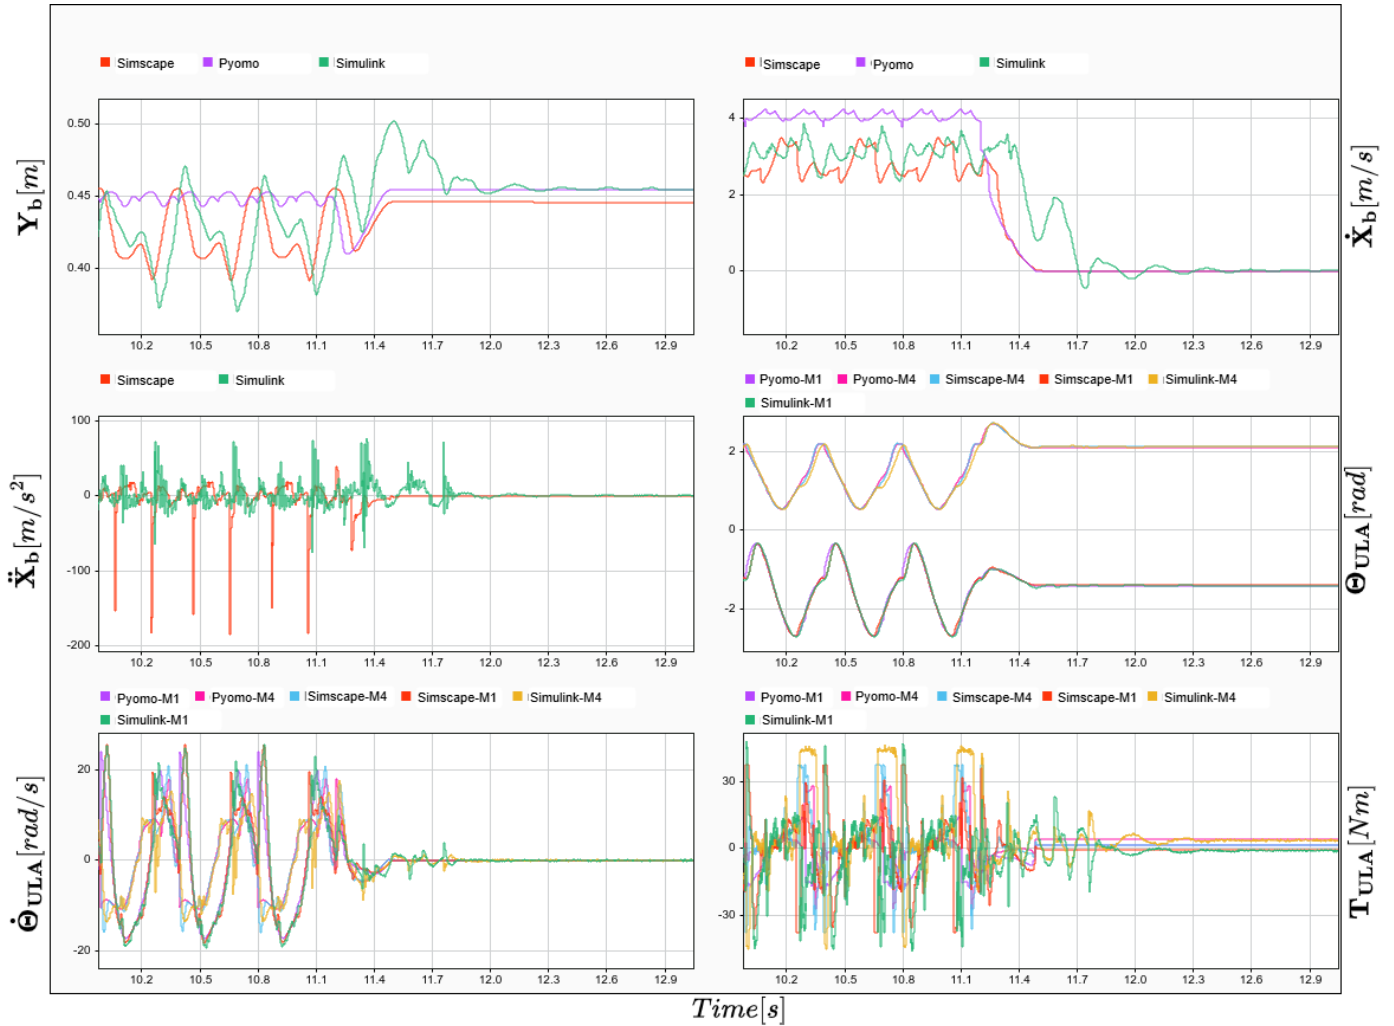 Simscape Pyomo Simulink
Simscape Pyomo Simulink
0.50
0.45
0.40
Y_b[m]
10.2 10.5 10.8 11.1 11.4 11.7 12.0 12.3 12.6 12.9
4
2
0
Ẋ_b[m/s]
10.2 10.5 10.8 11.1 11.4 11.7 12.0 12.3 12.6 12.9
Simscape Simulink
Pyomo-M1 Pyomo-M4 Simscape-M4 Simscape-M1 Simulink-M4
Simulink-M1
100
0
-100
-200
Ẍ_b[m/s²]
10.2 10.5 10.8 11.1 11.4 11.7 12.0 12.3 12.6 12.9
2
0
-2
Θ_ULA[rad]
10.2 10.5 10.8 11.1 11.4 11.7 12.0 12.3 12.6 12.9
Pyomo-M1 Pyomo-M4 Simscape-M4 Simscape-M1 Simulink-M4
Simulink-M1
Pyomo-M1 Pyomo-M4 Simscape-M4 Simscape-M1 Simulink-M4
Simulink-M1
20
0
-20
Θ̇_ULA[rad/s]
10.2 10.5 10.8 11.1 11.4 11.7 12.0 12.3 12.6 12.9
30
0
-30
T_ULA[Nm]
10.2 10.5 10.8 11.1 11.4 11.7 12.0 12.3 12.6 12.9
Time[s]